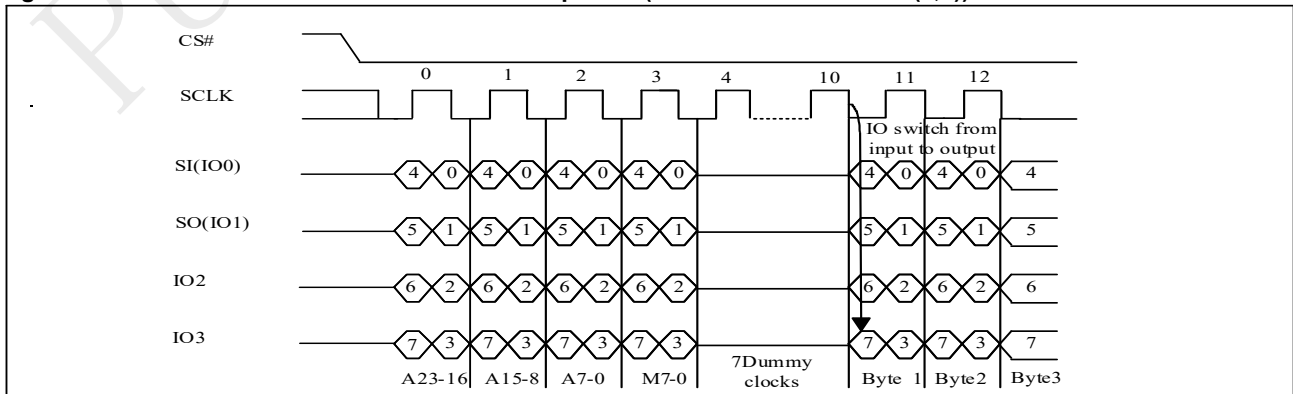 CS#
0 1 2 3 4 10 11 12
SCLK
IO switch from
input to output
SI(IO0) 4 0 4 0 4 0 4 0 4 0 4 0 4
SO(IO1) 5 1 5 1 5 1 5 1 5 1 5 1 5
IO2 6 2 6 2 6 2 6 2 6 2 6 2 6
IO3 7 3 7 3 7 3 7 3 7 3 7 3 7
A23-16 A15-8 A7-0 M7-0 7Dummy
clocks Byte 1 Byte2 Byte3